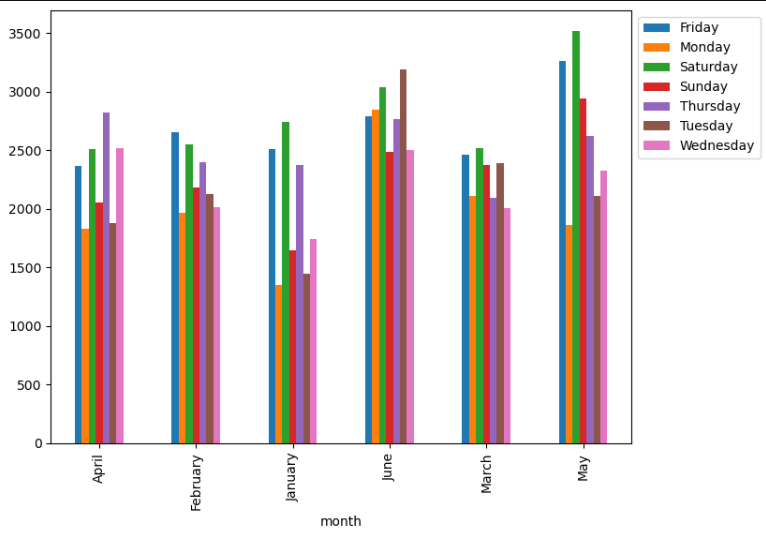 3500
3000
2500
2000
1500
1000
500
0
April
February
January
June
March
May
month
Friday
Monday
Saturday
Sunday
Thursday
Tuesday
Wednesday